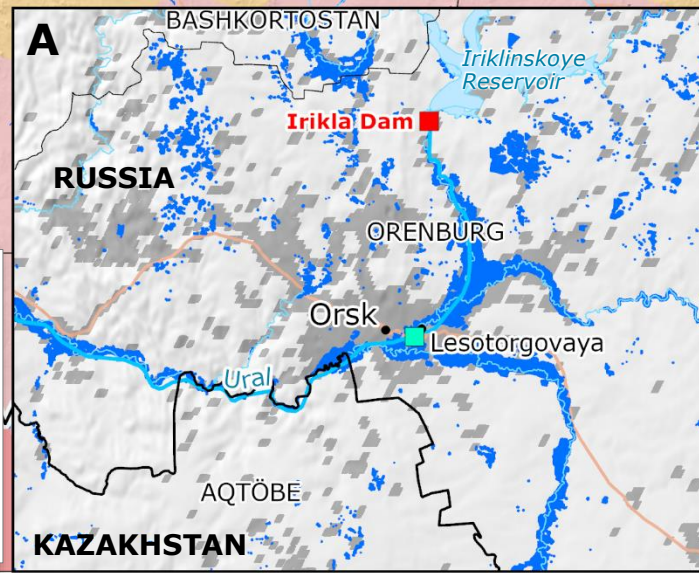 A
BASHKORTOSTAN
Iriklinskoye
Reservoir
Irikla Dam
RUSSIA
ORENBURG
Orsk
Lesotorgovaya
Ural
AQTÖBE
KAZAKHSTAN